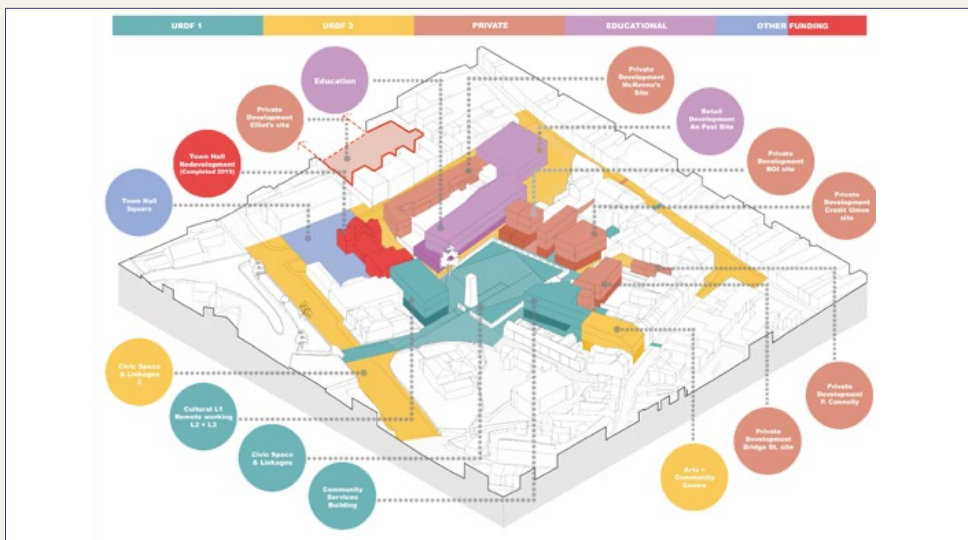 URDF 1 URDF 2 PRIVATE EDUCATIONAL OTHER FUNDING
Education
Private
Development
McKenna's
Site
Private
Development
Elliot's site
Retail
Development
An Post Site
Town Hall
Redevelopment
(Completed 2019)
Private
Development
BOI site
Town Hall
Square
Private
Development
Credit Union
site
Civic Space
& Linkages
2
Private
Development
P. Connolly
Cultural L1
Remote working
L2 + L3
Private
Development
Bridge St. site
Civic Space
& Linkages
Arts +
Community
Centre
Community
Services
Building